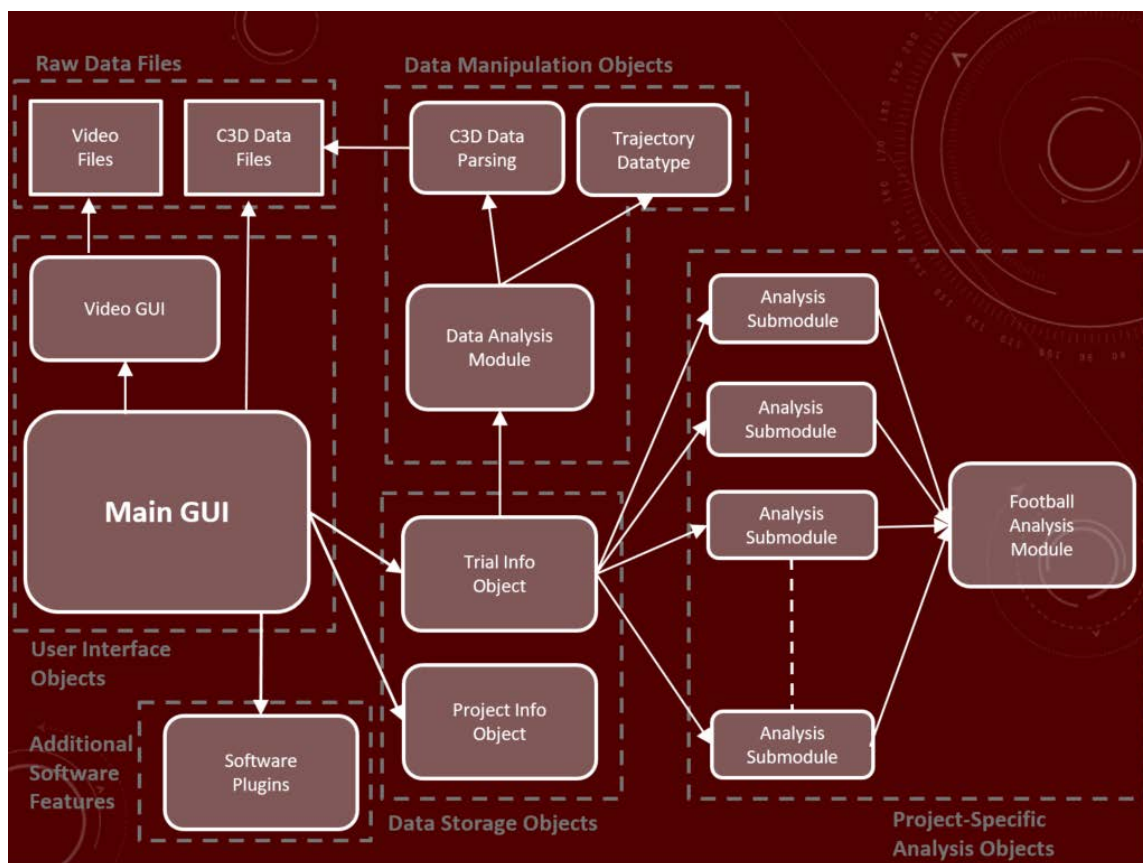 Raw Data Files
Video
Files
C3D Data
Files
Data Manipulation Objects
C3D Data
Parsing
Trajectory
Datatype
Video GUI
Data Analysis
Module
Main GUI
User Interface
Objects
Trial Info
Object
Project Info
Object
Data Storage Objects
Additional
Software
Features
Software
Plugins
Analysis
Submodule
Analysis
Submodule
Analysis
Submodule
Analysis
Submodule
Football
Analysis
Module
Project-Specific
Analysis Objects